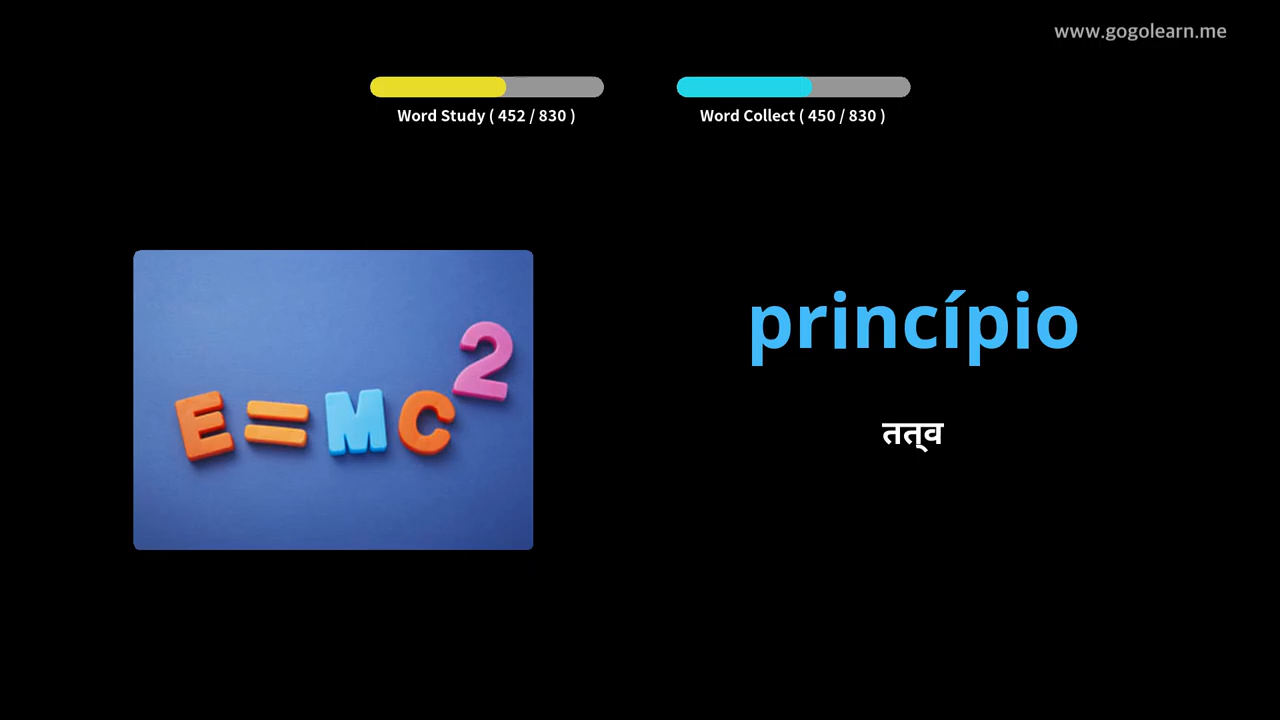 www.gogolearn.me
Word Study ( 452 / 830 )
Word Collect ( 450 / 830 )
E=MC2
princípio
तत्व